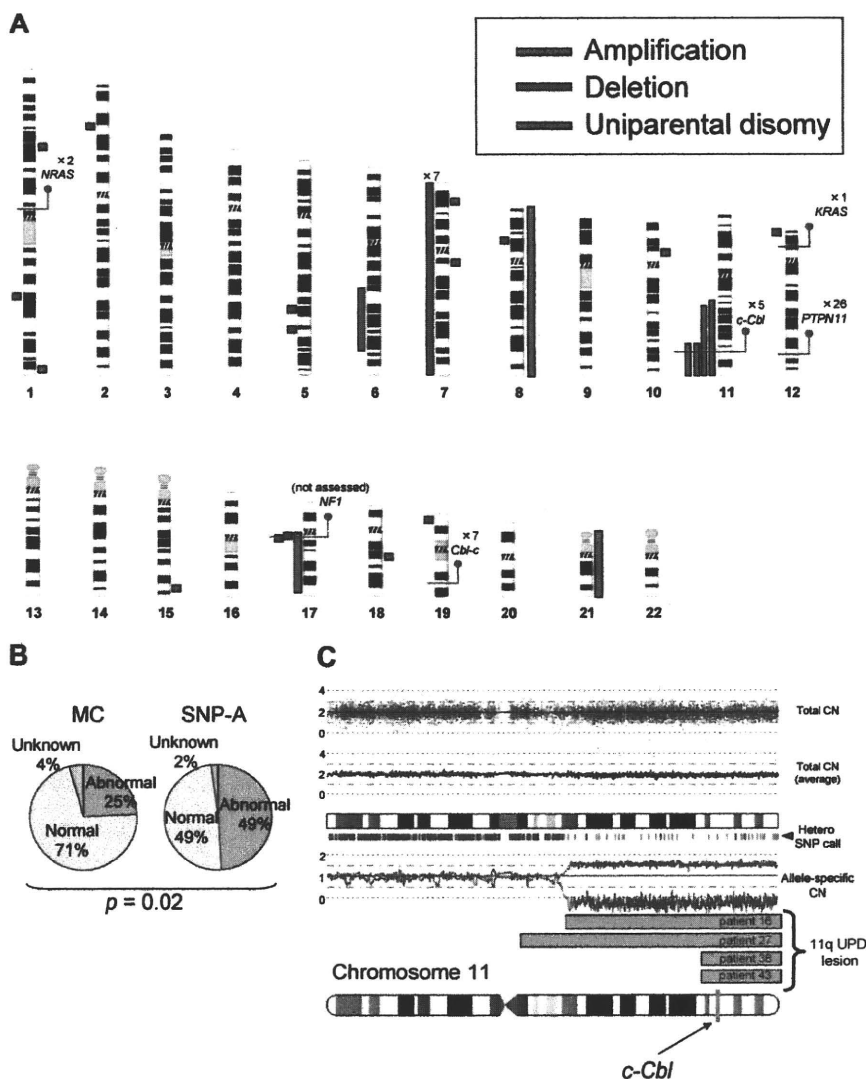 A
Amplification
Deletion
Uniparental disomy
×2
NRAS
×7
×1
KRAS
×5
c-Cbl
×26
PTPN11
1 2 3 4 5 6 7 8 9 10 11 12
(not assessed)
NF1
×7
Cbl-c
13 14 15 16 17 18 19 20 21 22
B
MC SNP-A
Unknown
4%
Abnormal
25%
Normal
71%
Unknown
2%
Abnormal
49%
Normal
49%
p = 0.02
C
4
2
0
Total CN
4
2
0
Total CN
(average)
Hetero
SNP call
2
1
0
Allele-specific
CN
patient 16
patient 27
patient 38
patient 43
11q UPD
lesion
Chromosome 11
c-Cbl